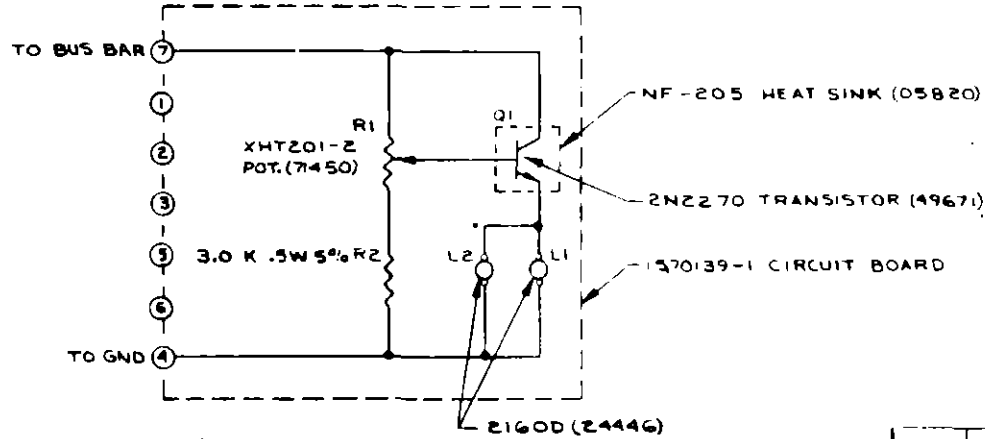 TO BUS BAR 7
1
2
3
5
6
TO GND 4
R1
XHT201-2
POT. (71450)
3.0 K .5W 5% R2
Q1
L2
L1
NF-205 HEAT SINK (05820)
2N2270 TRANSISTOR (49671)
1570139-1 CIRCUIT BOARD
2160D (24446)